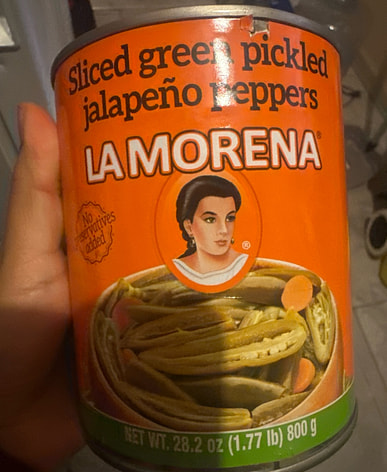 Sliced green pickled
jalapeño peppers
LA MORENA®
No
preservatives
added
®
NET WT. 28.2 oz (1.77 lb) 800 g